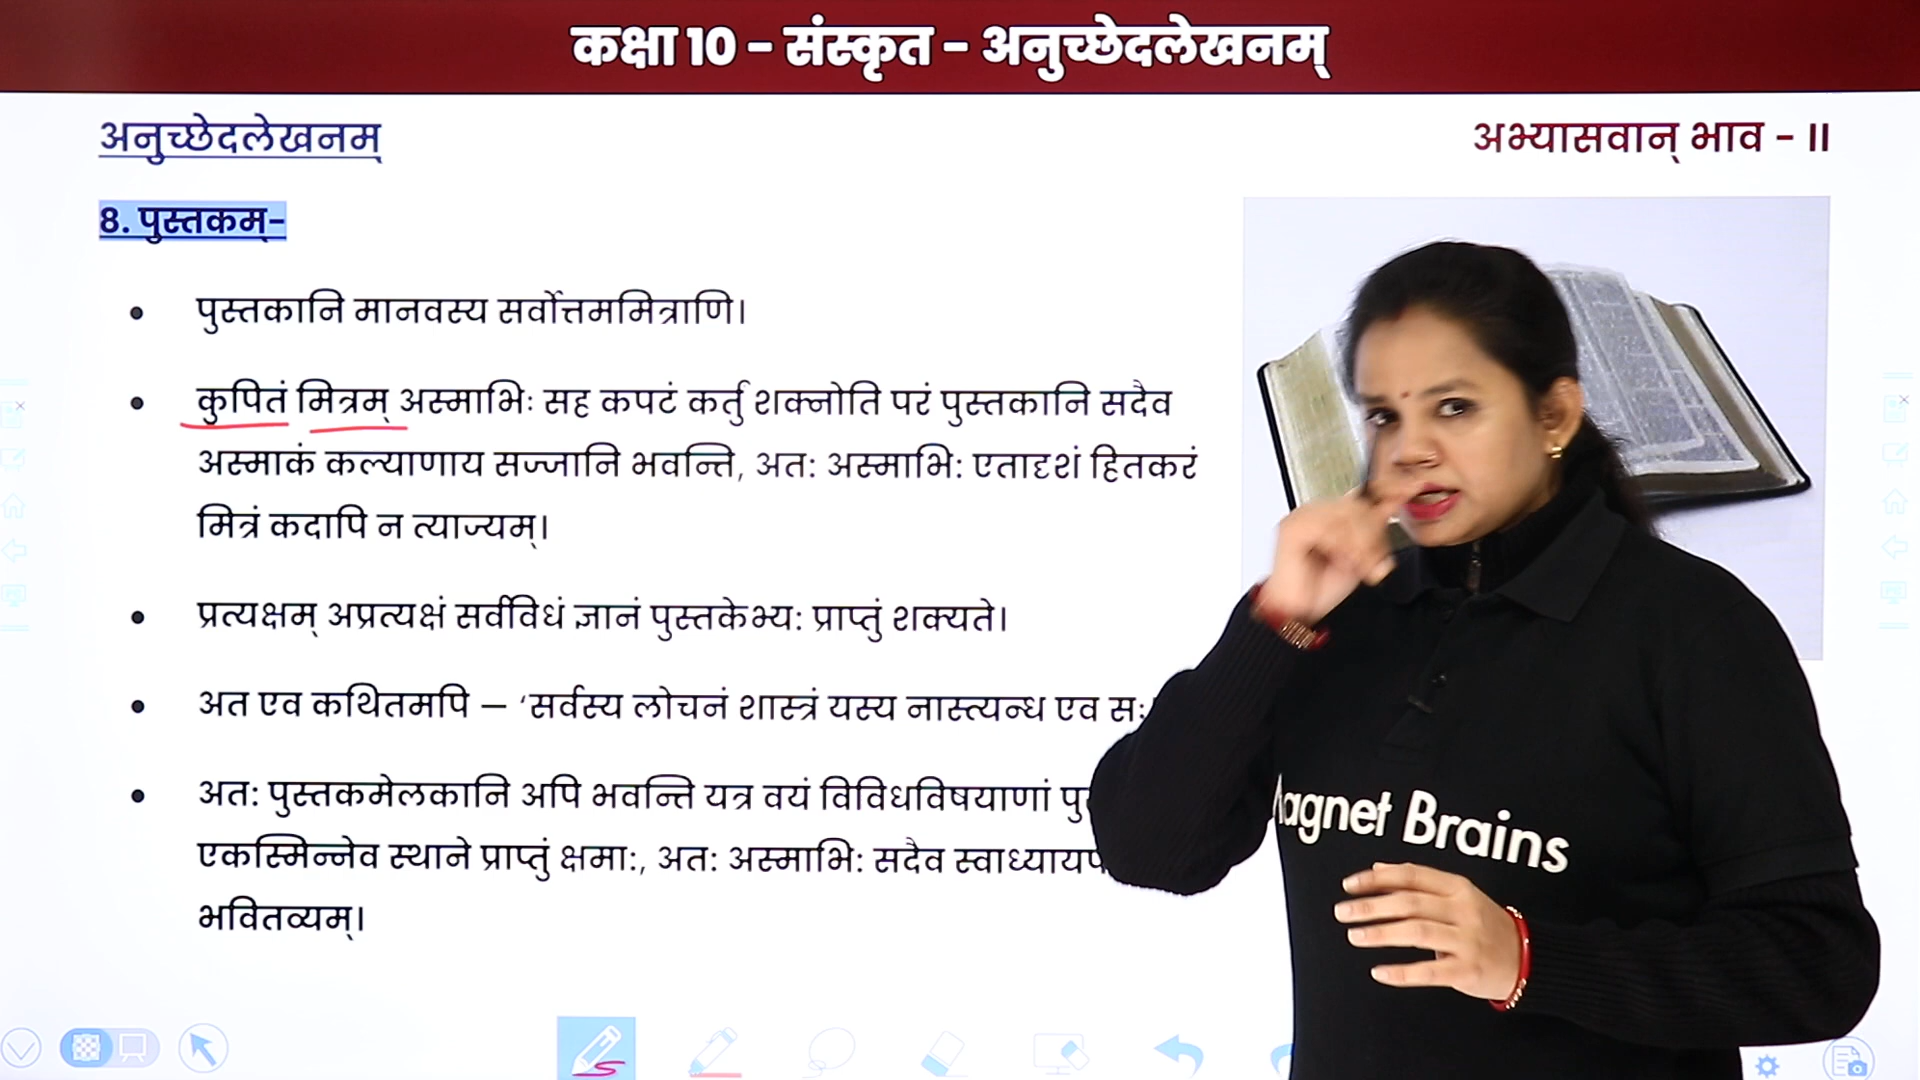 कक्षा 10 - संस्कृत - अनुच्छेदलेखनम्
अनुच्छेदलेखनम्
अभ्यासवान् भाव - II
8. पुस्तकम्-
• पुस्तकानि मानवस्य सर्वोत्तममित्राणि।
• कुपितं मित्रम् अस्माभिः सह कपटं कर्तु शक्नोति परं पुस्तकानि सदैव
अस्माकं कल्याणाय सज्जानि भवन्ति, अत: अस्माभि: एतादृशं हितकरं
मित्रं कदापि न त्याज्यम्।
• प्रत्यक्षम् अप्रत्यक्षं सर्वविधं ज्ञानं पुस्तकेभ्य: प्राप्तुं शक्यते।
• अत एव कथितमपि – ‘सर्वस्य लोचनं शास्त्रं यस्य नास्त्यन्ध एव स:
• अत: पुस्तकमेलकानि अपि भवन्ति यत्र वयं विविधविषयाणां
एकस्मिन्नेव स्थाने प्राप्तुं क्षमा:, अत: अस्माभि: सदैव
भवितव्यम्।
Magnet Brains